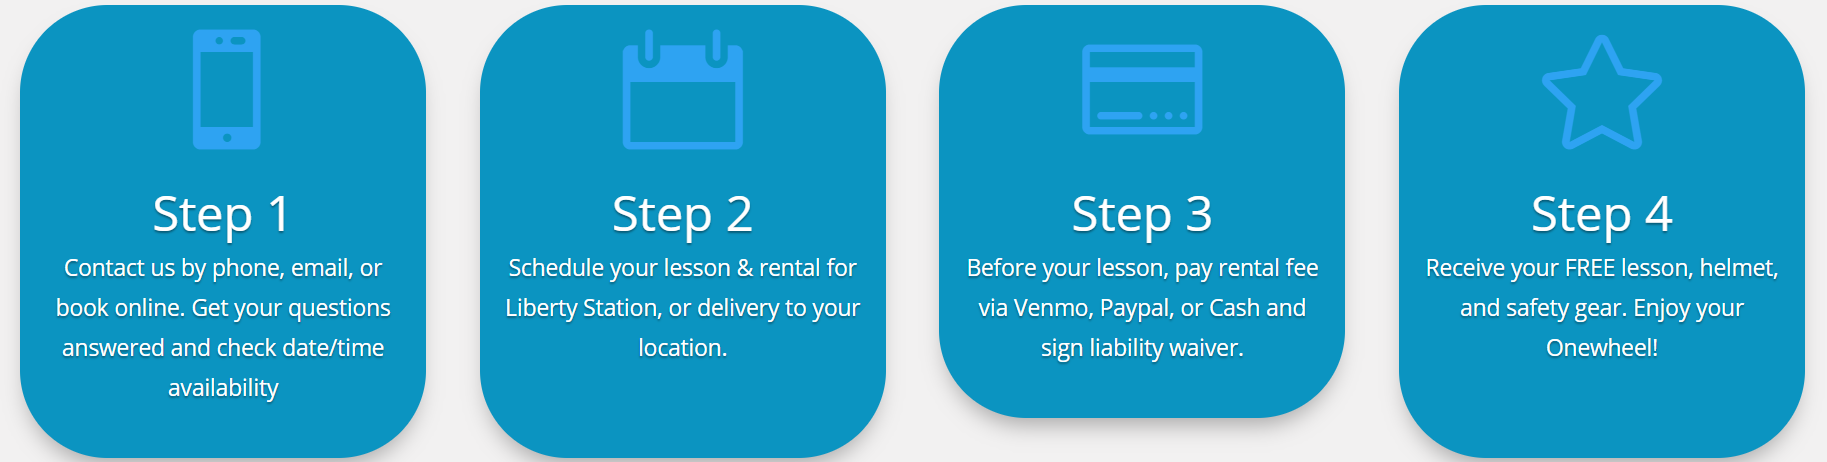 Step 1
Contact us by phone, email, or
book online. Get your questions
answered and check date/time
availability
Step 2
Schedule your lesson & rental for
Liberty Station, or delivery to your
location.
Step 3
Before your lesson, pay rental fee
via Venmo, Paypal, or Cash and
sign liability waiver.
Step 4
Receive your FREE lesson, helmet,
and safety gear. Enjoy your
Onewheel!